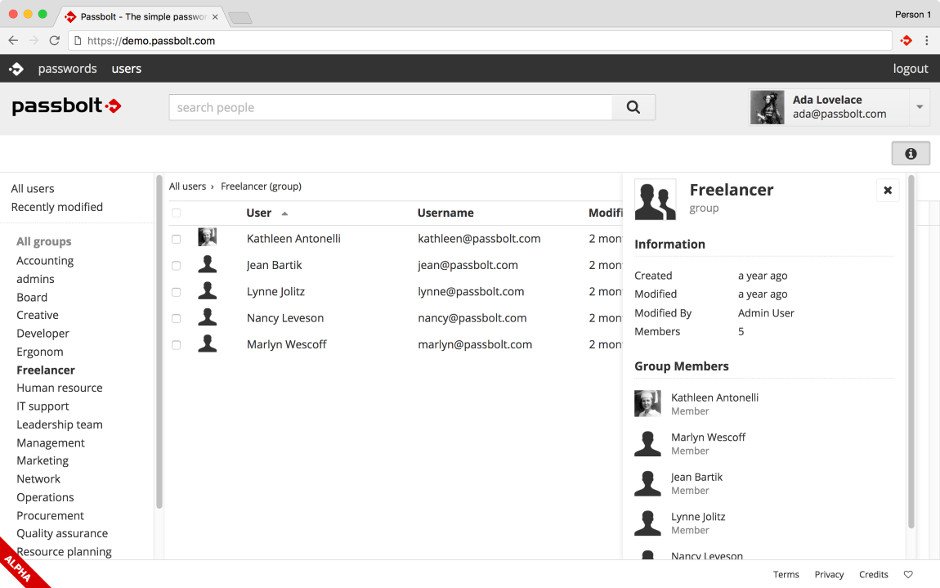 Passbolt - The simple passwor
Person 1
https://demo.passbolt.com
passwords users logout
passbolt
search people
Ada Lovelace
ada@passbolt.com
All users
Recently modified
All groups
Accounting
admins
Board
Creative
Developer
Ergonom
Freelancer
Human resource
IT support
Leadership team
Management
Marketing
Network
Operations
Procurement
Quality assurance
Resource planning
ALPHA
All users › Freelancer (group)
User Username Modifi
Kathleen Antonelli kathleen@passbolt.com 2 mon
Jean Bartik jean@passbolt.com 2 mon
Lynne Jolitz lynne@passbolt.com 2 mon
Nancy Leveson nancy@passbolt.com 2 mon
Marlyn Wescoff marlyn@passbolt.com 2 mon
Freelancer
group
Information
Created a year ago
Modified a year ago
Modified By Admin User
Members 5
Group Members
Kathleen Antonelli
Member
Marlyn Wescoff
Member
Jean Bartik
Member
Lynne Jolitz
Member
Nancy Leveson
Terms Privacy Credits